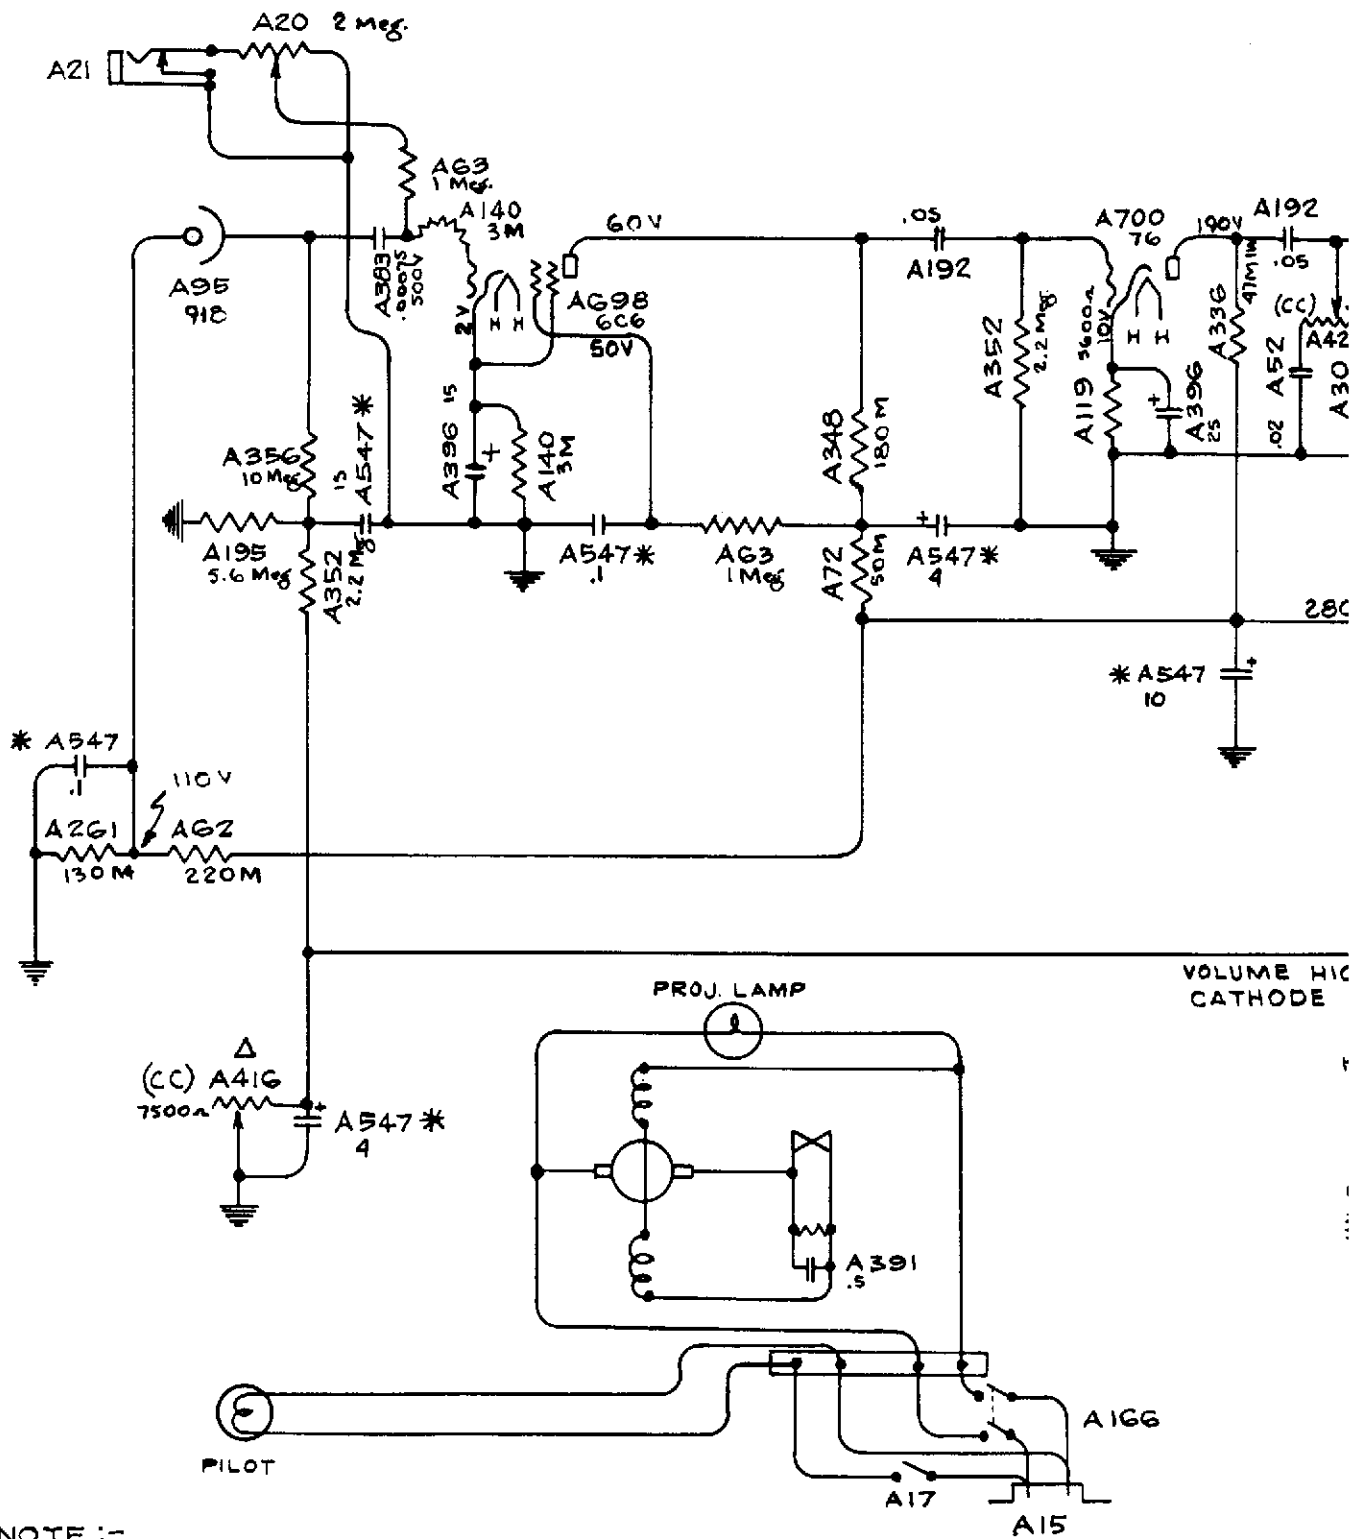 A20 2 Meg.
A21
A63
1 Meg.
A140
3M
A383
.00075
500V
60V
.05
A192
A700
76
190V
A192
.05
A95
918
2V
H H
A698
6C6
50V
A352
2.2 Meg
5600Ω
10V
H H
47M 1W
A336
(CC)
A42
A52
.02
A30
A119
+
A396
25
A356
10 Meg
15
A547*
15
A396
+
A140
3M
A348
180M
A195
5.6 Meg
A352
2.2 Meg
A547*
.1
A63
1 Meg
A72
50M
+
A547*
4
280
* A547
10
+
* A547
.1
110V
A261
130M
A62
220M
VOLUME HIG
CATHODE
PROJ. LAMP
Δ
(CC) A416
7500Ω
+
A547*
4
A391
.5
PILOT
A166
A17
A15
NOTE :-